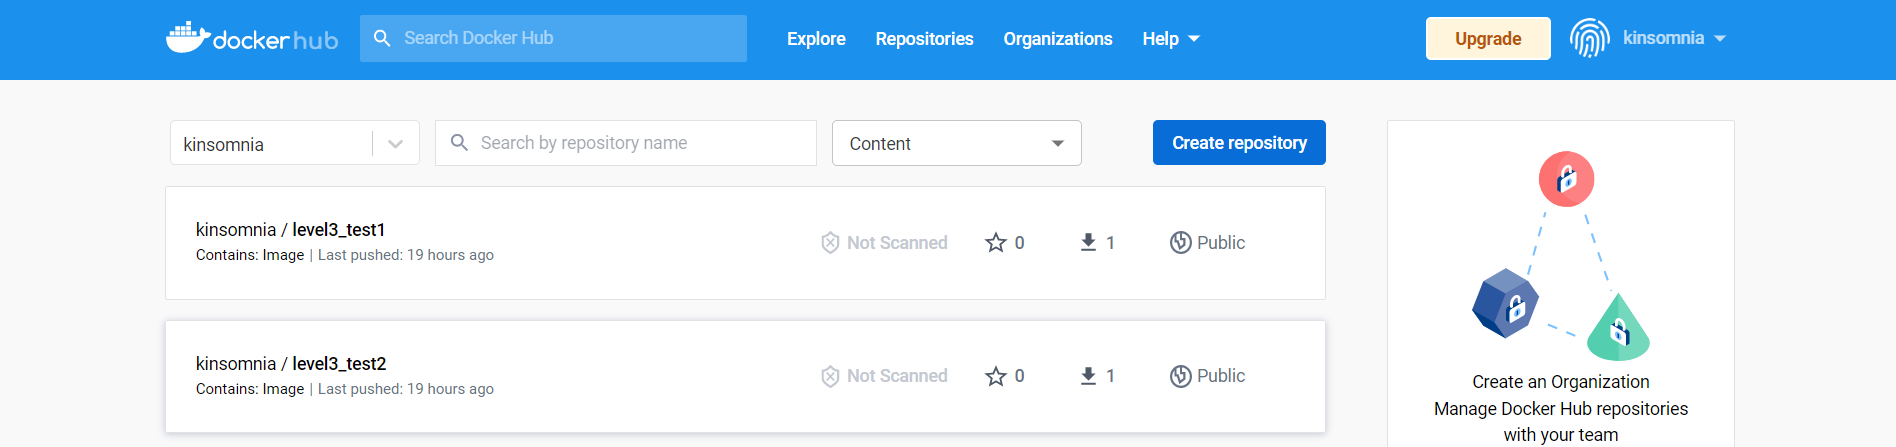 docker hub Search Docker Hub Explore Repositories Organizations Help Upgrade kinsomnia
kinsomnia Search by repository name Content Create repository
kinsomnia / level3_test1
Contains: Image | Last pushed: 19 hours ago
Not Scanned 0 1 Public
kinsomnia / level3_test2
Contains: Image | Last pushed: 19 hours ago
Not Scanned 0 1 Public
Create an Organization
Manage Docker Hub repositories
with your team